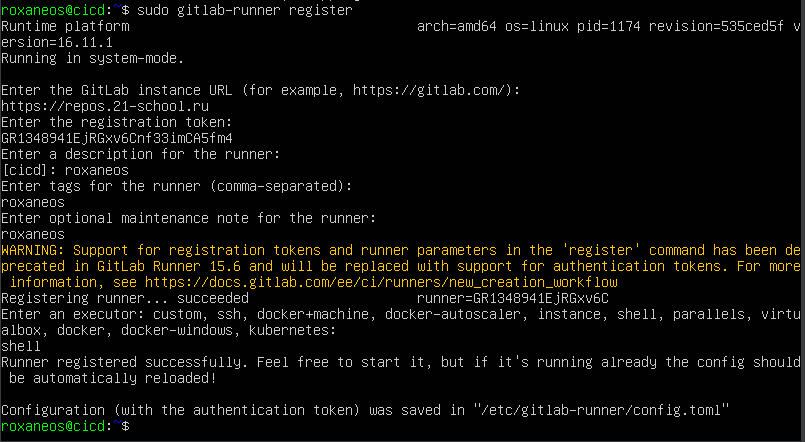 roxaneos@cicd:~$ sudo gitlab-runner register
Runtime platform                                    arch=amd64 os=linux pid=1174 revision=535ced5f v
ersion=16.11.1
Running in system-mode.

Enter the GitLab instance URL (for example, https://gitlab.com/):
https://repos.21-school.ru
Enter the registration token:
GR1348941EjRGxv6Cnf33imCA5fm4
Enter a description for the runner:
[cicd]: roxaneos
Enter tags for the runner (comma-separated):
roxaneos
Enter optional maintenance note for the runner:
roxaneos
WARNING: Support for registration tokens and runner parameters in the 'register' command has been de
precated in GitLab Runner 15.6 and will be replaced with support for authentication tokens. For more
 information, see https://docs.gitlab.com/ee/ci/runners/new_creation_workflow
Registering runner... succeeded                     runner=GR1348941EjRGxv6C
Enter an executor: custom, ssh, docker+machine, docker-autoscaler, instance, shell, parallels, virtu
albox, docker, docker-windows, kubernetes:
shell
Runner registered successfully. Feel free to start it, but if it's running already the config should
 be automatically reloaded!

Configuration (with the authentication token) was saved in "/etc/gitlab-runner/config.toml"
roxaneos@cicd:~$